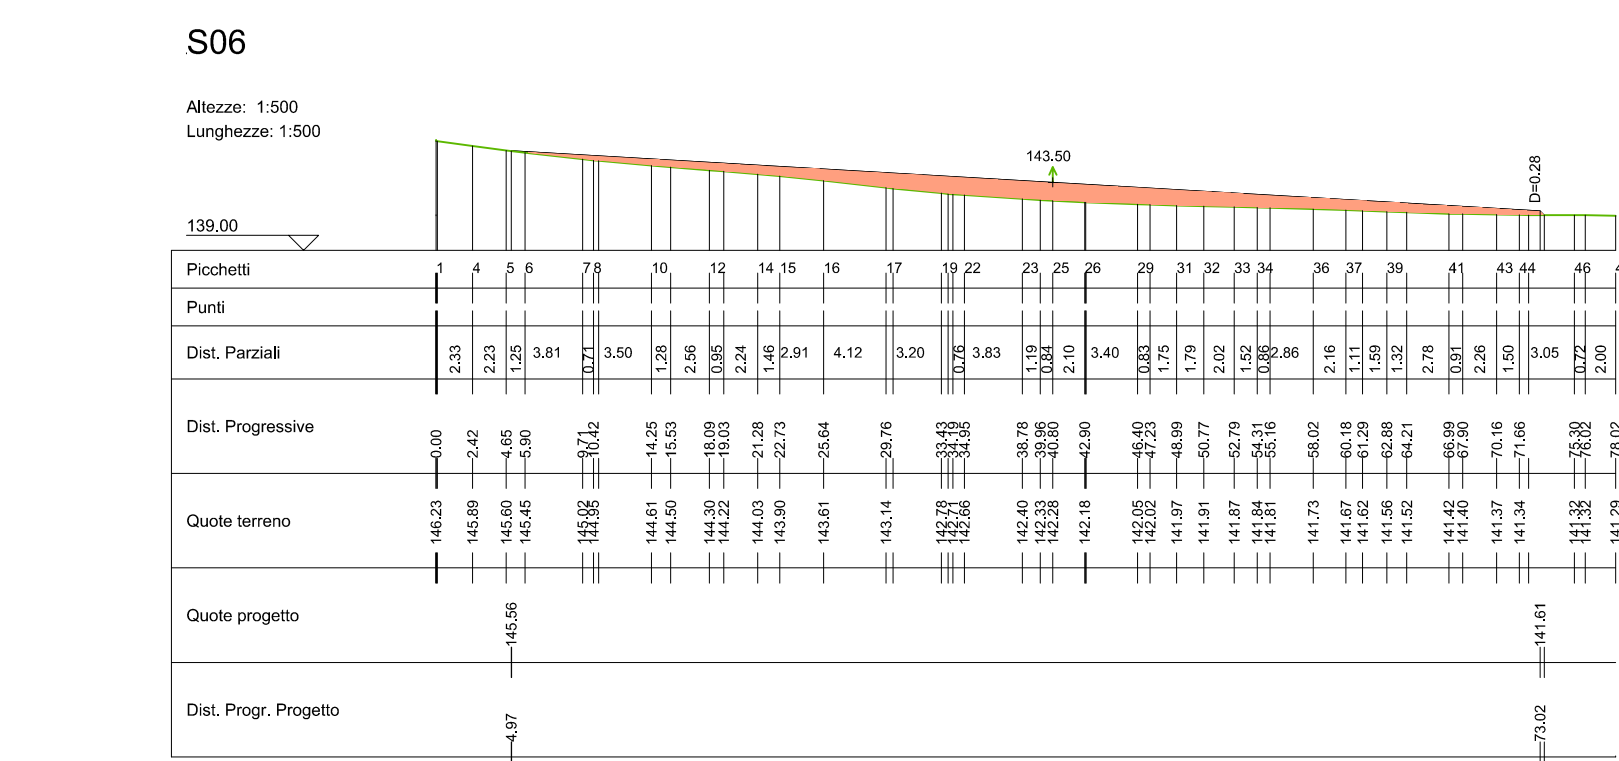 S06
Altezze: 1:500
Lunghezze: 1:500
143.50
D=0.28
139.00
Picchetti 1 4 5 6 7 8 10 12 14 15 16 17 19 22 23 25 26 29 31 32 33 34 36 37 39 41 43 44 46
Punti
Dist. Parziali 2.33 2.23 1.25 3.81 0.71 3.50 1.28 2.56 0.95 2.24 1.46 2.91 4.12 3.20 0.76 3.83 1.19 0.84 2.10 3.40 0.83 1.75 1.79 2.02 1.52 0.86 2.86 2.16 1.11 1.59 1.32 2.78 0.91 2.26 1.50 3.05 0.72 2.00
Dist. Progressive 0.00 2.42 4.65 5.90 9.71 10.42 14.25 15.53 18.09 19.03 21.28 22.73 25.64 29.76 33.43 34.19 34.95 38.78 39.96 40.80 42.90 46.40 47.23 48.99 50.77 52.79 54.31 55.16 58.02 60.18 61.29 62.88 64.21 66.99 67.90 70.16 71.66 75.30 76.02 78.02
Quote terreno 146.23 145.89 145.60 145.45 145.02 144.95 144.61 144.50 144.30 144.22 144.03 143.90 143.61 143.14 142.78 142.71 142.66 142.40 142.33 142.28 142.18 142.05 142.02 141.97 141.91 141.87 141.84 141.81 141.73 141.67 141.62 141.56 141.52 141.42 141.40 141.37 141.34 141.32 141.32 141.29
Quote progetto 145.56 141.61
Dist. Progr. Progetto 4.97 73.02